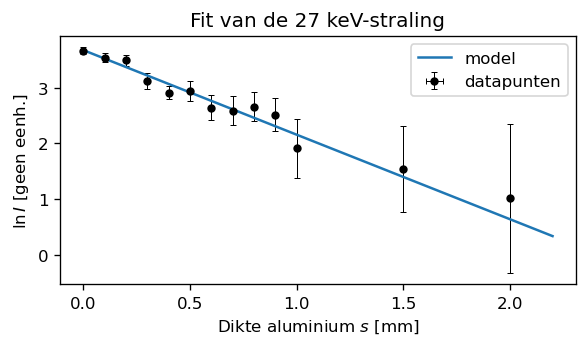 Fit van de 27 keV-straling
model
datapunten
ln I [geen eenh.]
3
2
1
0
0.0 0.5 1.0 1.5 2.0
Dikte aluminium s [mm]